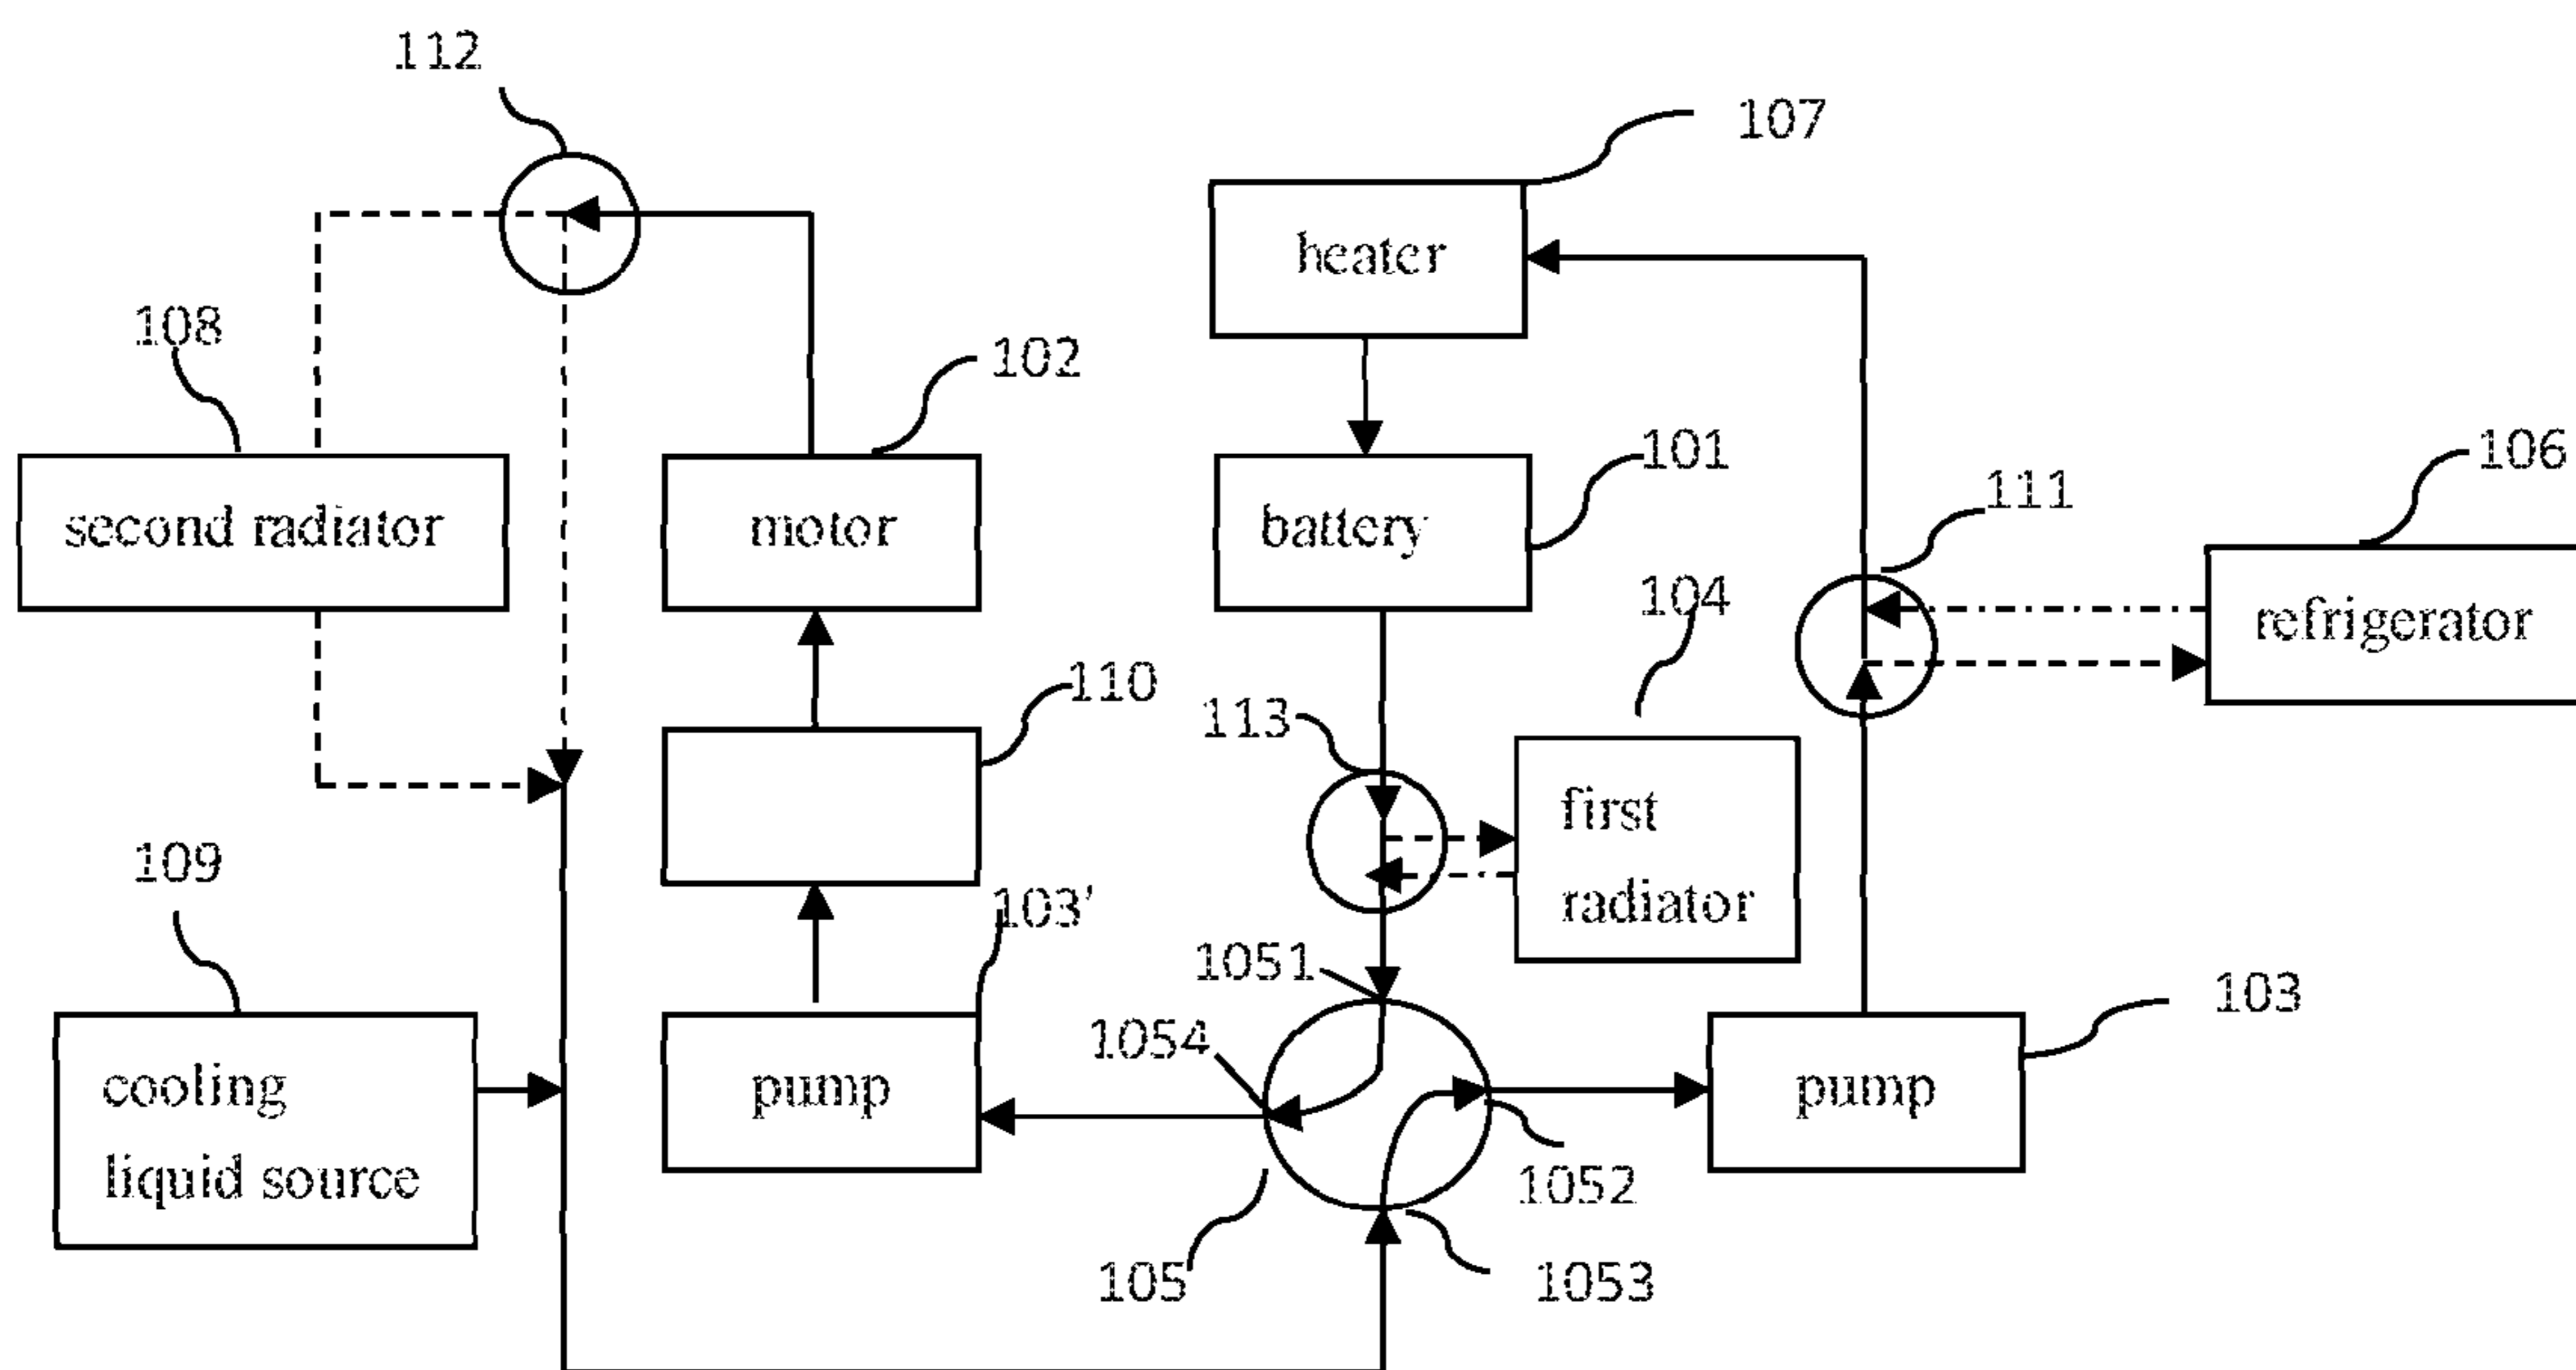 112
107
heater
108
102
101
106
111
second radiator
motor
battery
104
refrigerator
110
113
first
radiator
109
103'
1051
103
1054
cooling
liquid source
pump
pump
1052
105
1053